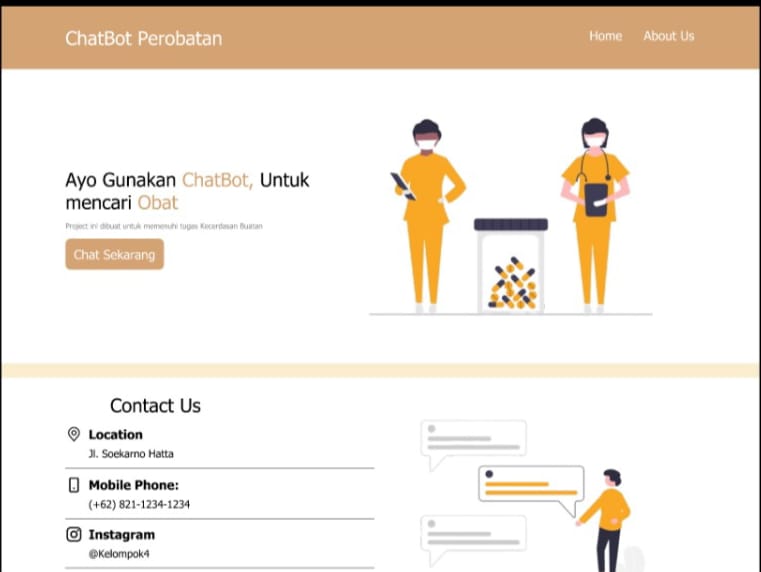 ChatBot Perobatan
Home
About Us
Ayo Gunakan ChatBot, Untuk
mencari Obat
Project ini dibuat untuk memenuhi tugas Kecerdasan Buatan
Chat Sekarang
Contact Us
Location
Jl. Soekarno Hatta
Mobile Phone:
(+62) 821-1234-1234
Instagram
@Kelompok4